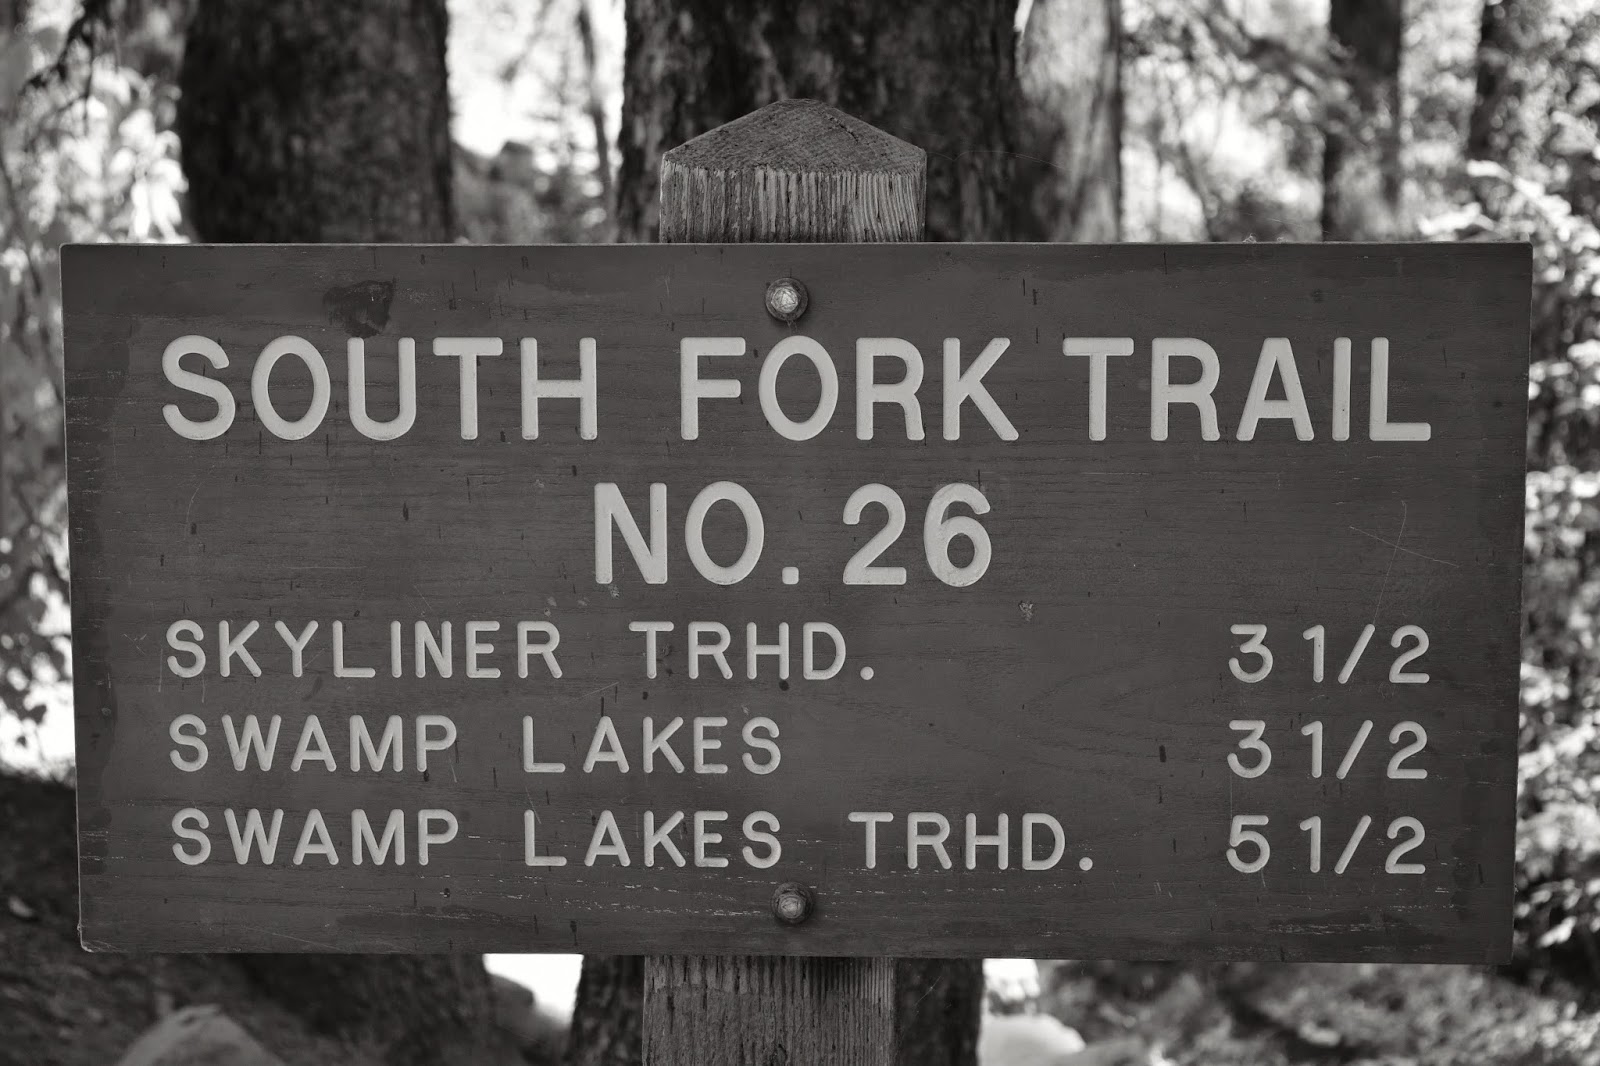 SOUTH FORK TRAIL
NO. 26
SKYLINER TRHD. 3 1/2
SWAMP LAKES 3 1/2
SWAMP LAKES TRHD. 5 1/2